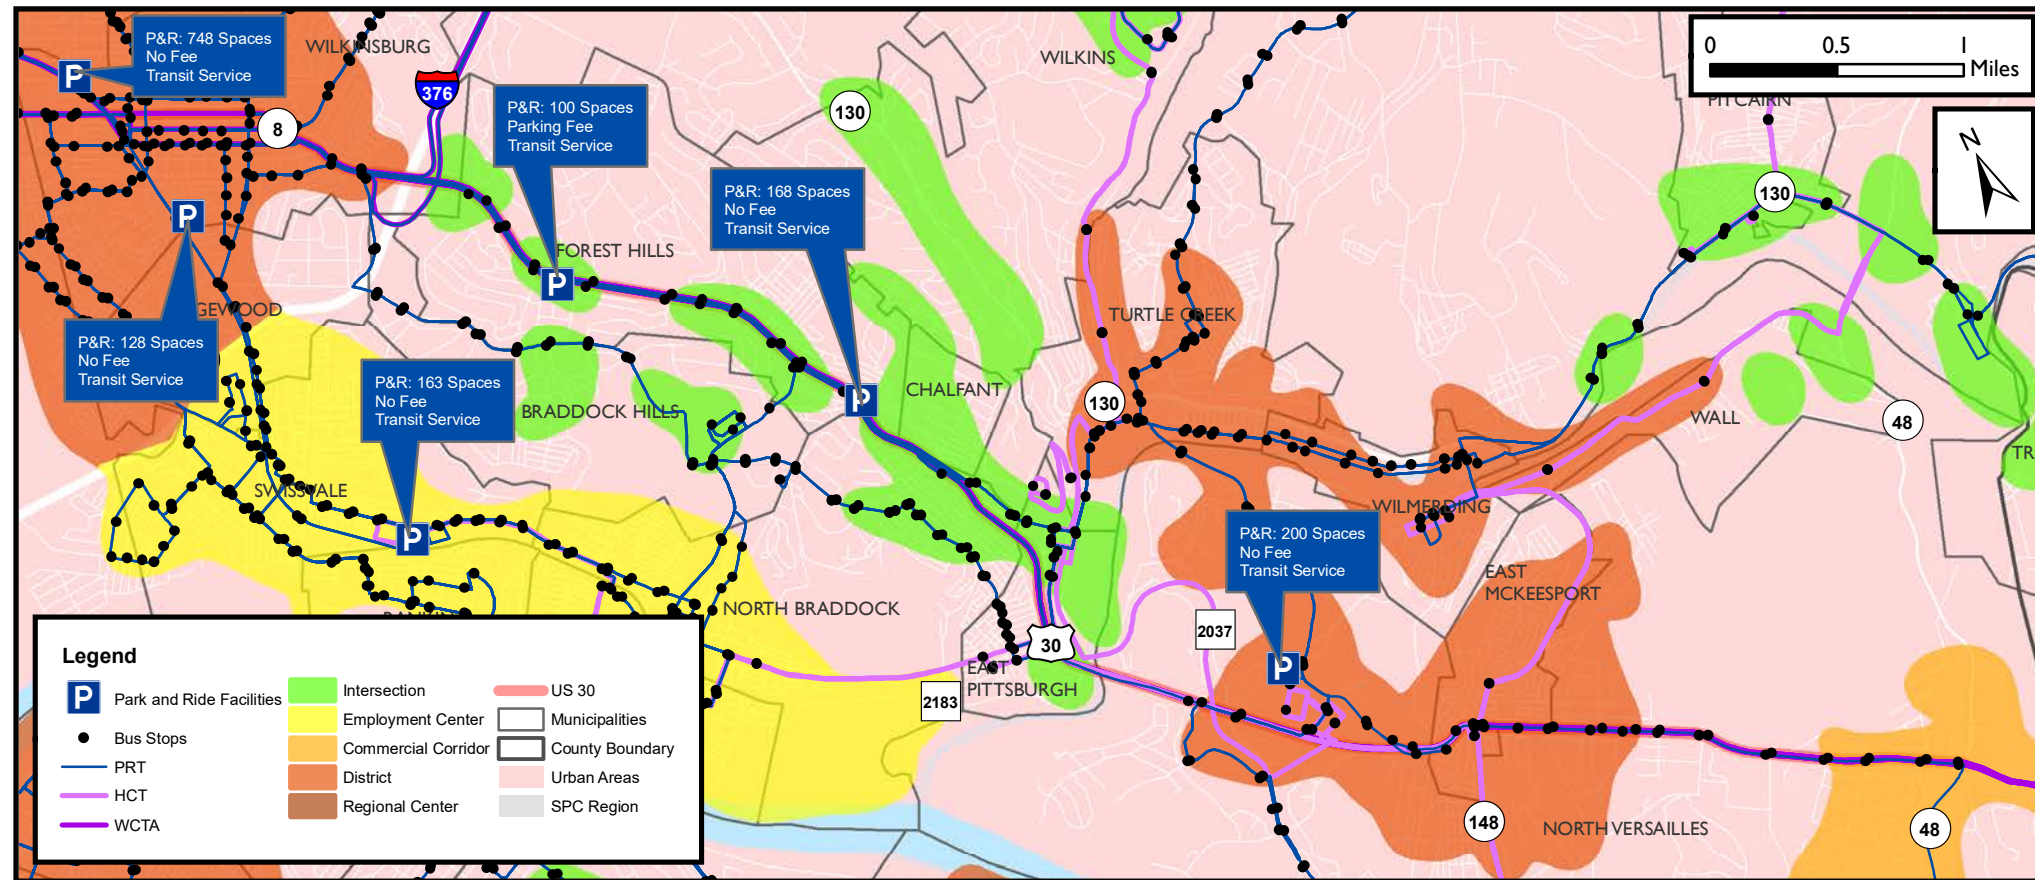 P&R: 748 Spaces
No Fee
Transit Service
WILKINSBURG
376
8
P&R: 100 Spaces
Parking Fee
Transit Service
130
WILKINS
0 0.5 1
Miles
PITCAIRN
N
P
P
P&R: 168 Spaces
No Fee
Transit Service
130
FOREST HILLS
P
GEWOOD
P&R: 128 Spaces
No Fee
Transit Service
TURTLE CREEK
P&R: 163 Spaces
No Fee
Transit Service
BRADDOCK HILLS
P
CHALFANT
130
WALL
48
TR
SWISSVALE
P
WILMERDING
P&R: 200 Spaces
No Fee
Transit Service
EAST
MCKEESPORT
NORTH BRADDOCK
2037
30
EAST
PITTSBURGH
2183
P
148
NORTH VERSAILLES
48
Legend
P Park and Ride Facilities
Bus Stops
PRT
HCT
WCTA
Intersection
Employment Center
Commercial Corridor
District
Regional Center
US 30
Municipalities
County Boundary
Urban Areas
SPC Region